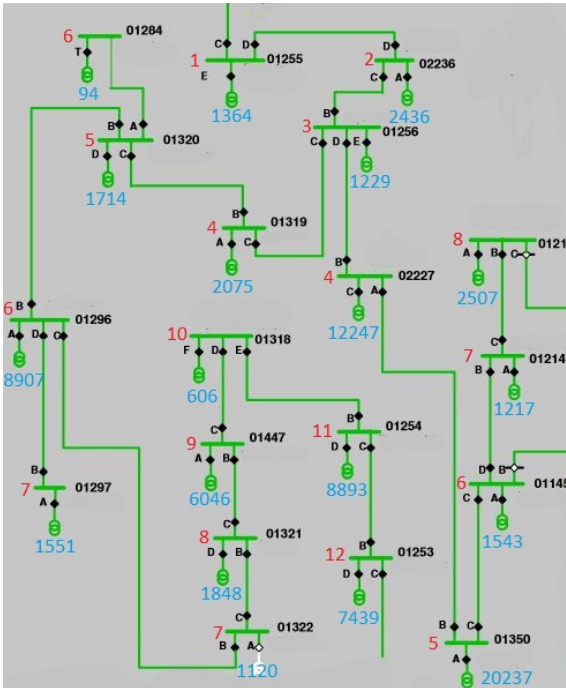 6 01284
T
94
C D
1 01255
E
1364
D
2 02236
C A
2436
B A
5 01320
D C
1714
B
3 01256
C D E
1229
B
4 01319
A C
2075
B
4 02227
C A
12247
8 0121
A B C
2507
B
6 01296
A D C
8907
10 01318
F D E
606
C
7 01214
B A
1217
B
11 01254
D C
8893
C
9 01447
A B
6046
B
7 01297
A
1551
D B
6 01145
C A
1543
C
8 01321
D B
1848
B
12 01253
D C
7439
C
7 01322
B A
1120
B C
5 01350
A
20237